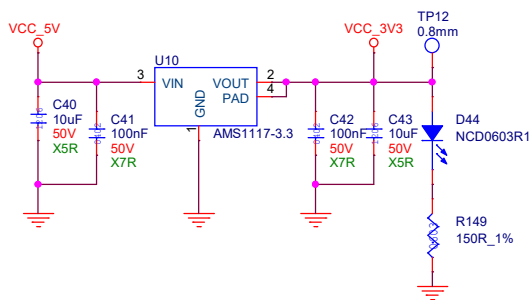 VCC_5V
VCC_3V3
TP12
0.8mm
U10
3
VIN
VOUT
2
PAD
4
GND
1
AMS1117-3.3
C40
10uF
50V
X5R
C41
100nF
50V
X7R
C42
100nF
50V
X7R
C43
10uF
50V
X5R
D44
NCD0603R1
R149
150R_1%